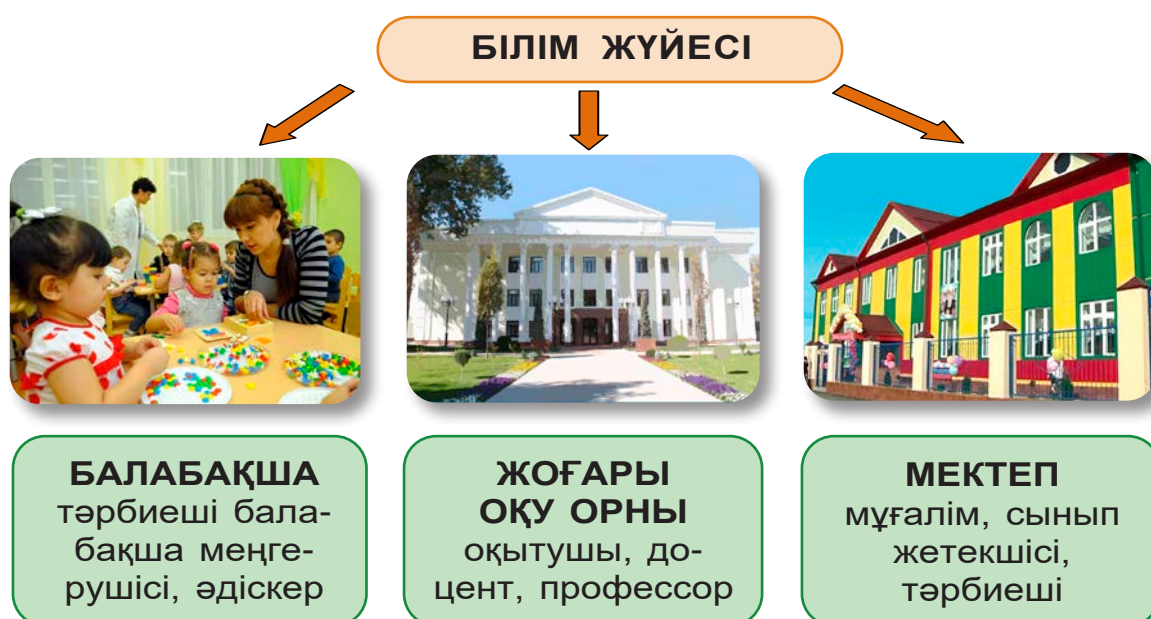 БІЛІМ ЖҮЙЕСІ
БАЛАБАҚША
тәрбиеші бала-
бақша меңге-
рушісі, әдіскер
ЖОҒАРЫ
ОҚУ ОРНЫ
оқытушы, до-
цент, профессор
МЕКТЕП
мұғалім, сынып
жетекшісі,
тәрбиеші